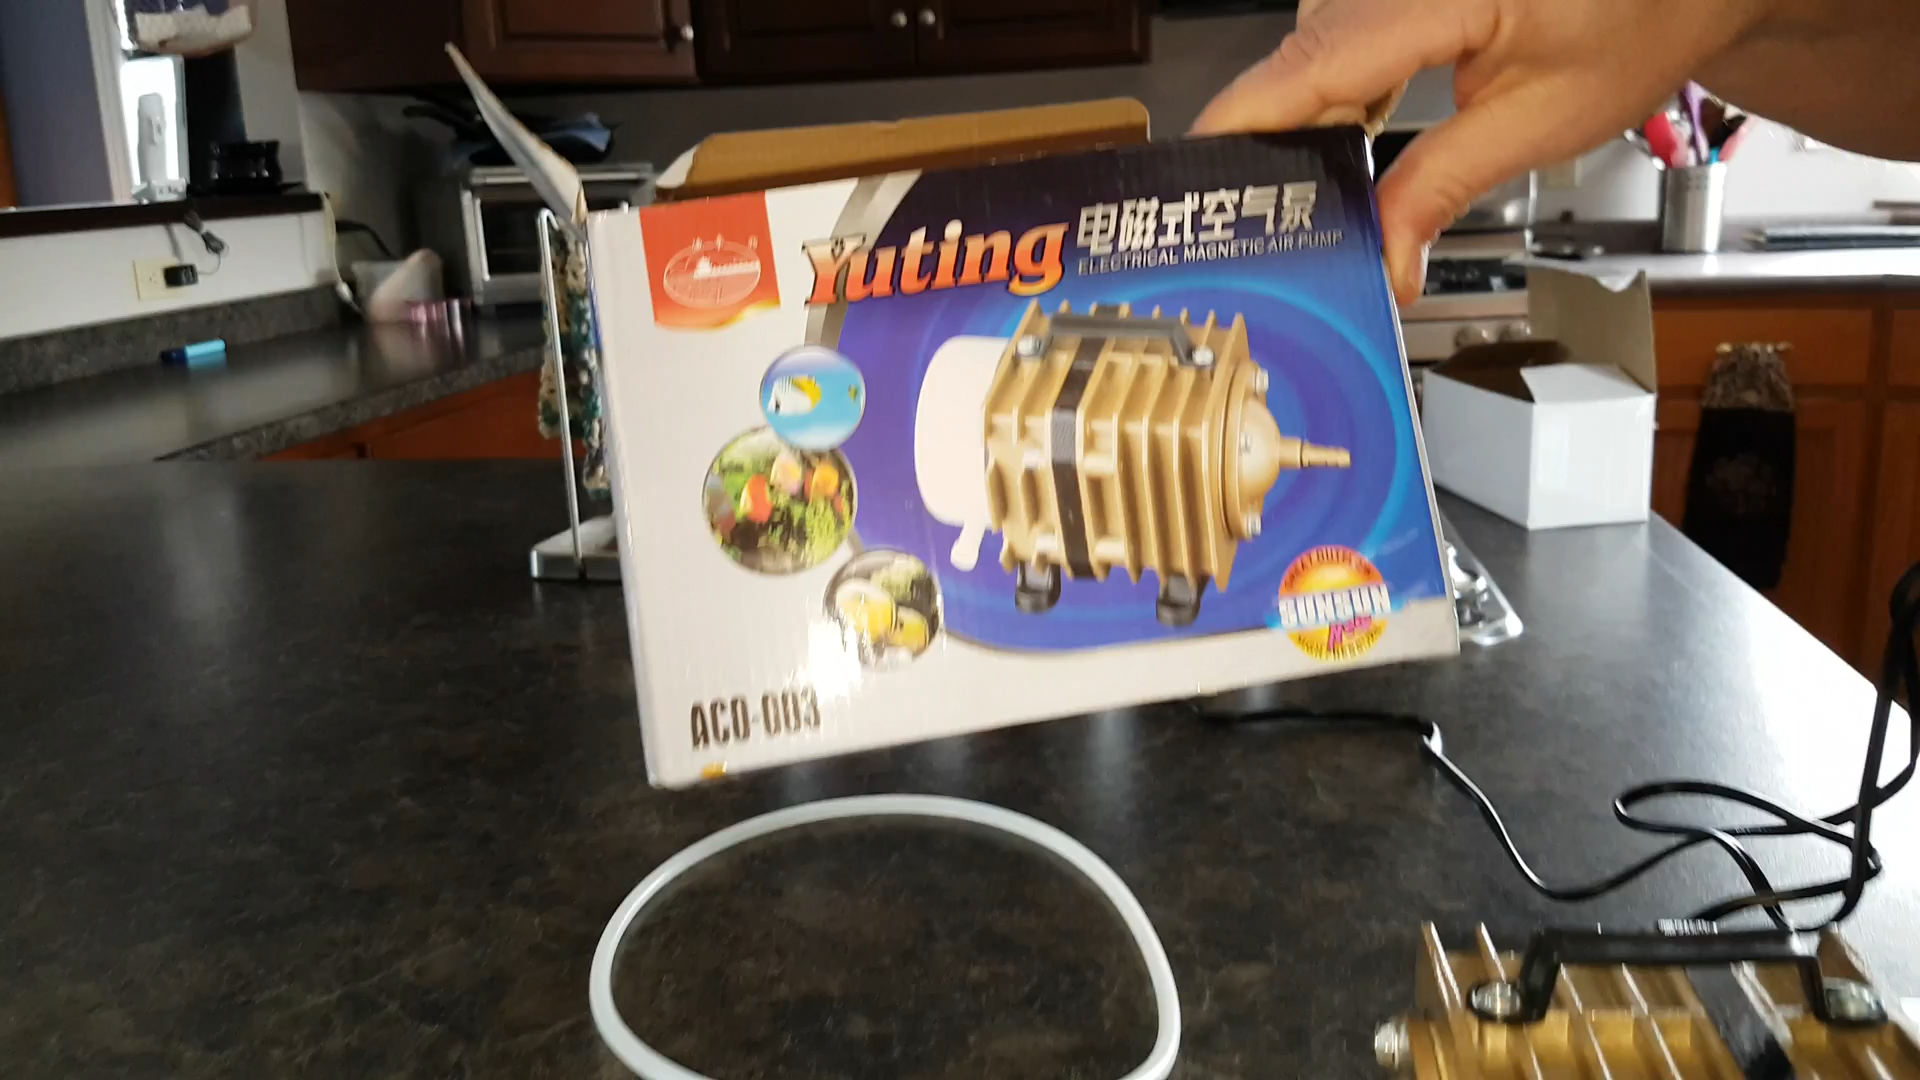 Yuting
电磁式空气泵
ELECTRICAL MAGNETIC AIR PUMP
SUNSUN
ACO-003